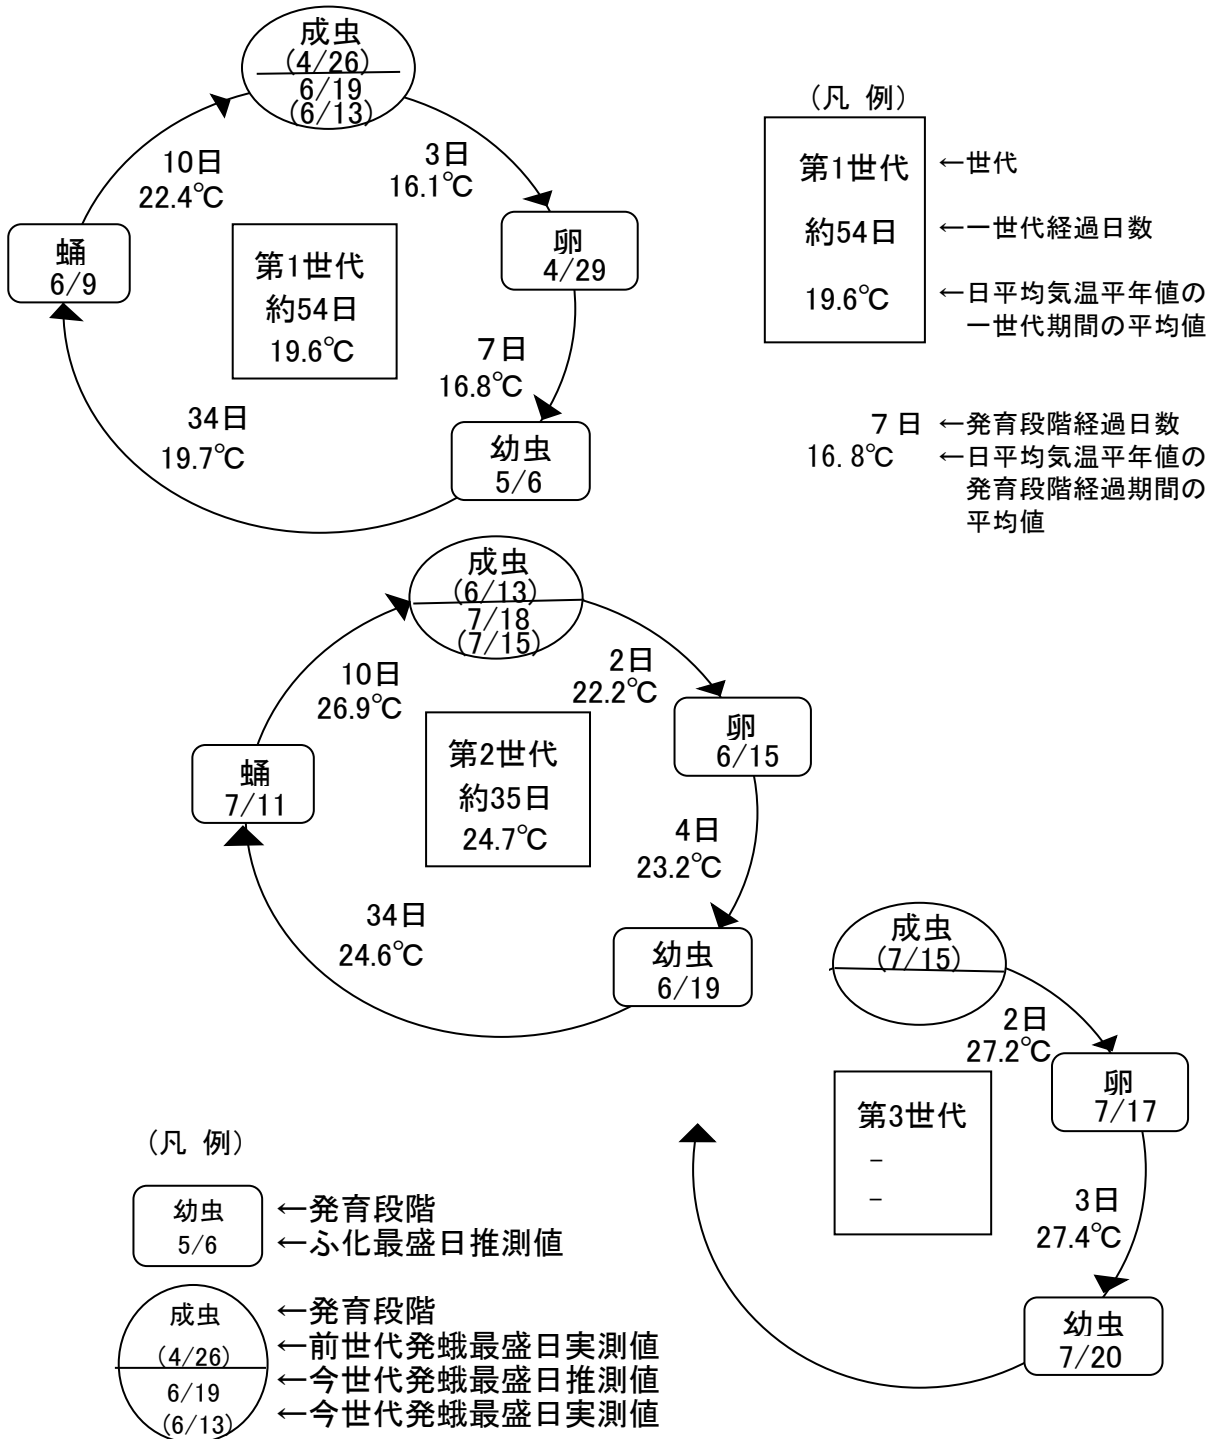 成虫
(4/26)
6/19
(6/13)
10日
22.4℃
3日
16.1℃
蛹
6/9
第1世代
約54日
19.6℃
卵
4/29
7日
16.8℃
34日
19.7℃
幼虫
5/6
(凡 例)
第1世代
←世代
約54日
←一世代経過日数
19.6℃
←日平均気温平年値の
一世代期間の平均値
7日 ←発育段階経過日数
16.8℃ ←日平均気温平年値の
発育段階経過期間の
平均値
成虫
(6/13)
7/18
(7/15)
10日
26.9℃
2日
22.2℃
蛹
7/11
第2世代
約35日
24.7℃
卵
6/15
4日
23.2℃
34日
24.6℃
幼虫
6/19
成虫
(7/15)
2日
27.2℃
第3世代
-
-
卵
7/17
3日
27.4℃
幼虫
7/20
(凡 例)
幼虫
5/6
←発育段階
←ふ化最盛日推測値
成虫
(4/26)
6/19
(6/13)
←発育段階
←前世代発蛾最盛日実測値
←今世代発蛾最盛日推測値
←今世代発蛾最盛日実測値